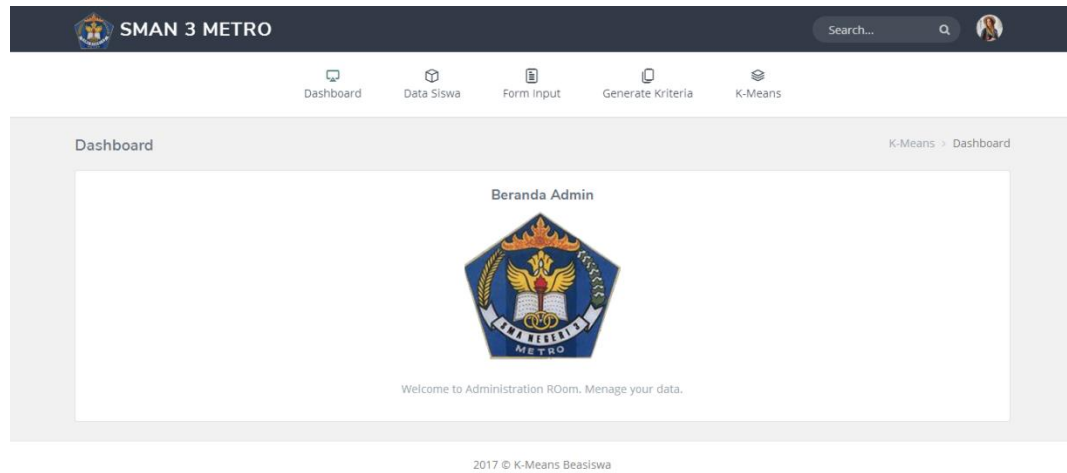 SMAN 3 METRO
Search...
Dashboard
Data Siswa
Form Input
Generate Kriteria
K-Means
Dashboard
K-Means > Dashboard
Beranda Admin
SMA NEGERI 3
METRO
Welcome to Administration ROom. Menage your data.
2017 © K-Means Beasiswa